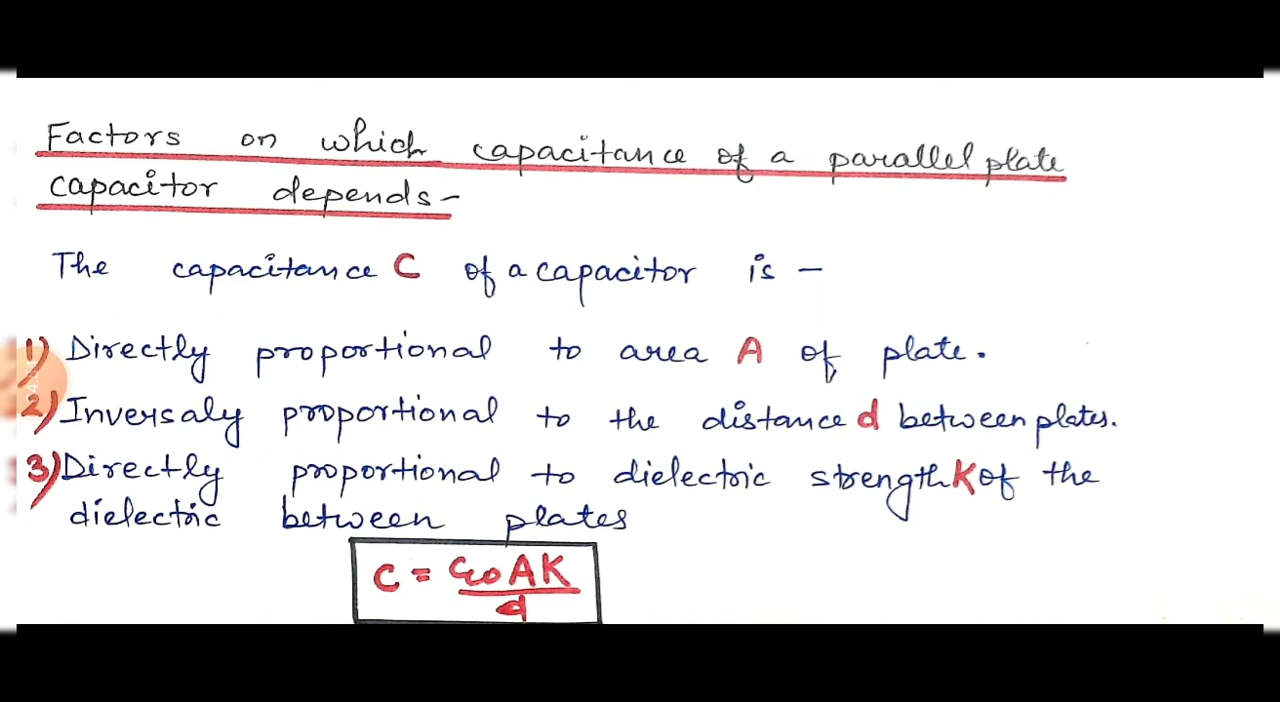 Factors on which capacitance of a parallel plate
capacitor depends-
The capacitance C of a capacitor is -
1) Directly proportional to area A of plate.
2) Inversaly proportional to the distance d between plates.
3) Directly proportional to dielectric strength K of the
dielectric between plates
C = ε0AK
d